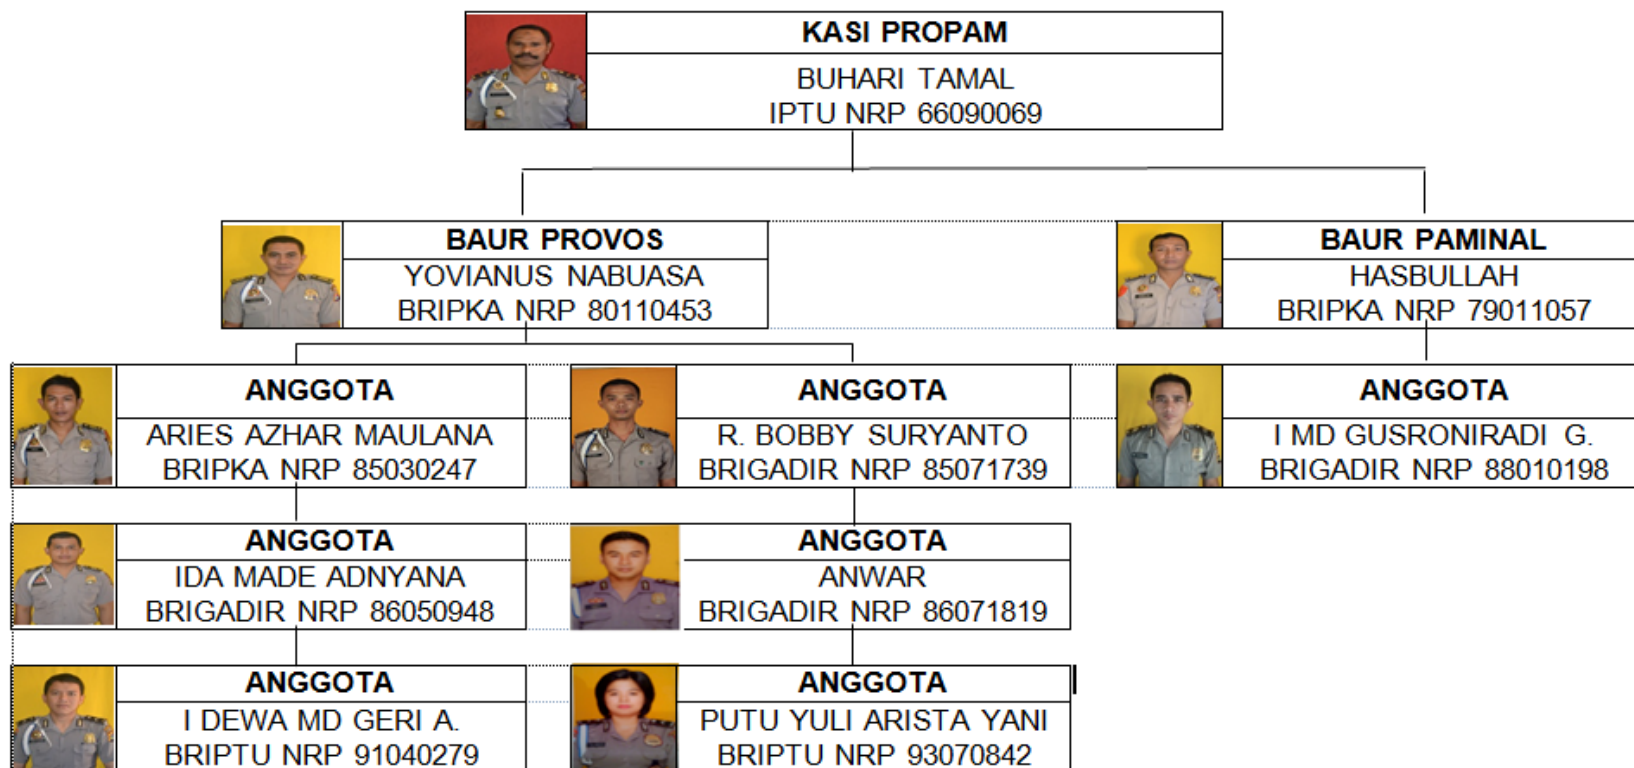 KASI PROPAM
BUHARI TAMAL
IPTU NRP 66090069
BAUR PROVOS
YOVIANUS NABUASA
BRIPKA NRP 80110453
BAUR PAMINAL
HASBULLAH
BRIPKA NRP 79011057
ANGGOTA
ARIES AZHAR MAULANA
BRIPKA NRP 85030247
ANGGOTA
R. BOBBY SURYANTO
BRIGADIR NRP 85071739
ANGGOTA
I MD GUSRONIRADI G.
BRIGADIR NRP 88010198
ANGGOTA
IDA MADE ADNYANA
BRIGADIR NRP 86050948
ANGGOTA
ANWAR
BRIGADIR NRP 86071819
ANGGOTA
I DEWA MD GERI A.
BRIPTU NRP 91040279
ANGGOTA
PUTU YULI ARISTA YANI
BRIPTU NRP 93070842